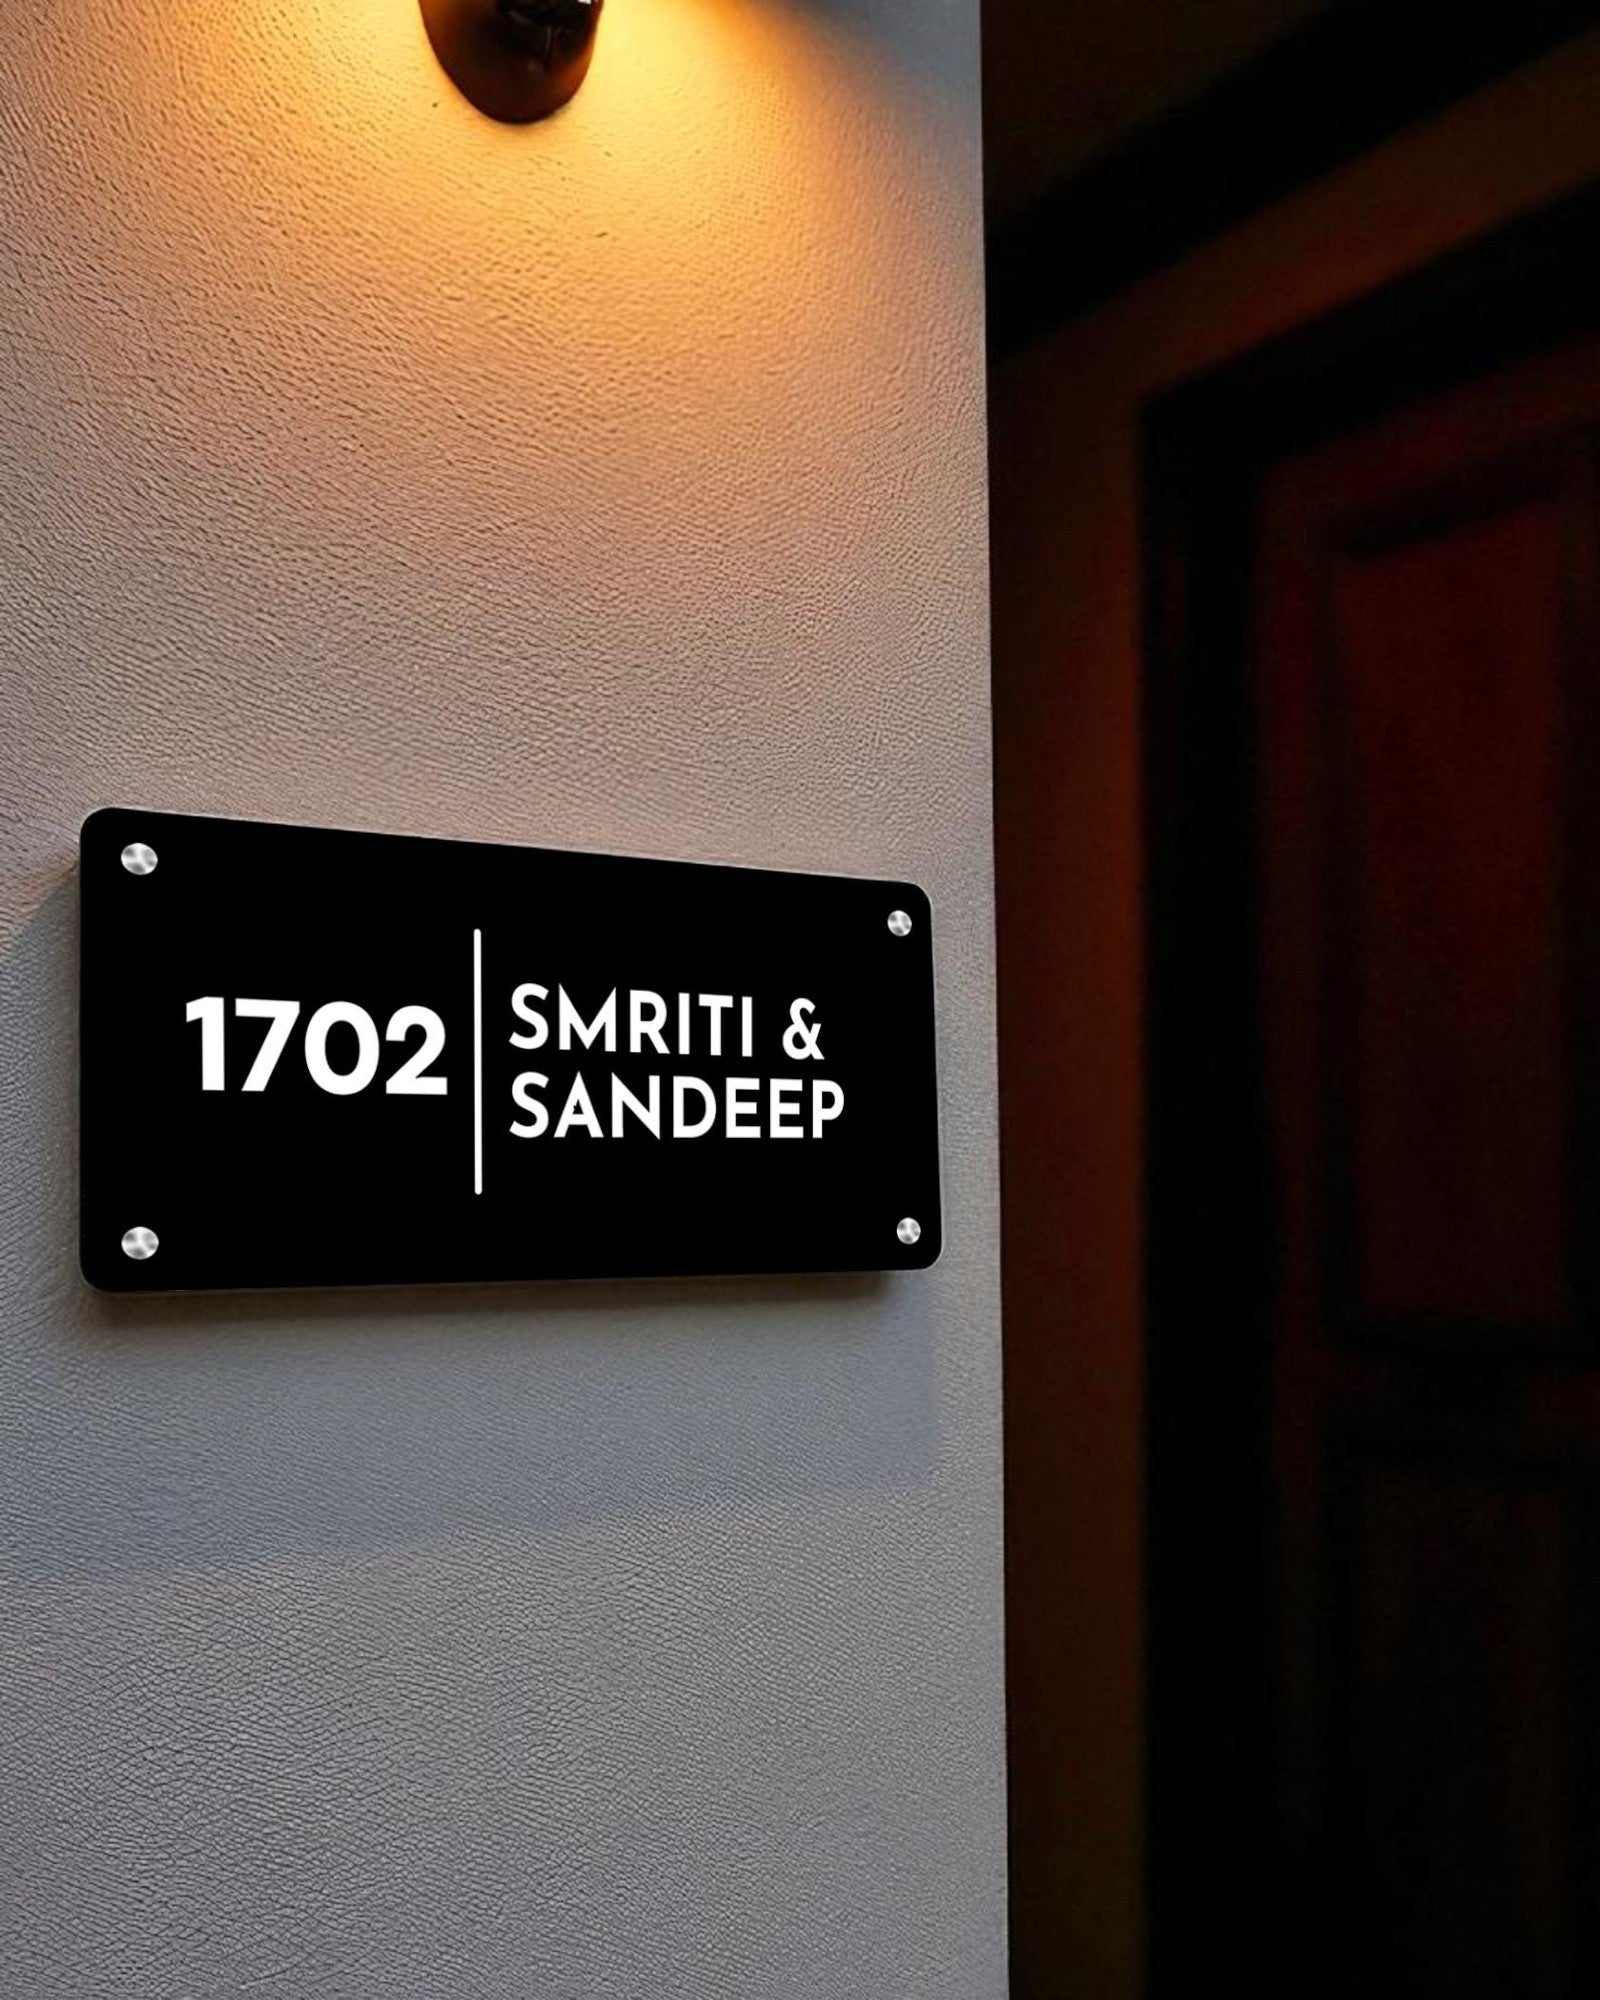 1702
SMRITI &
SANDEEP